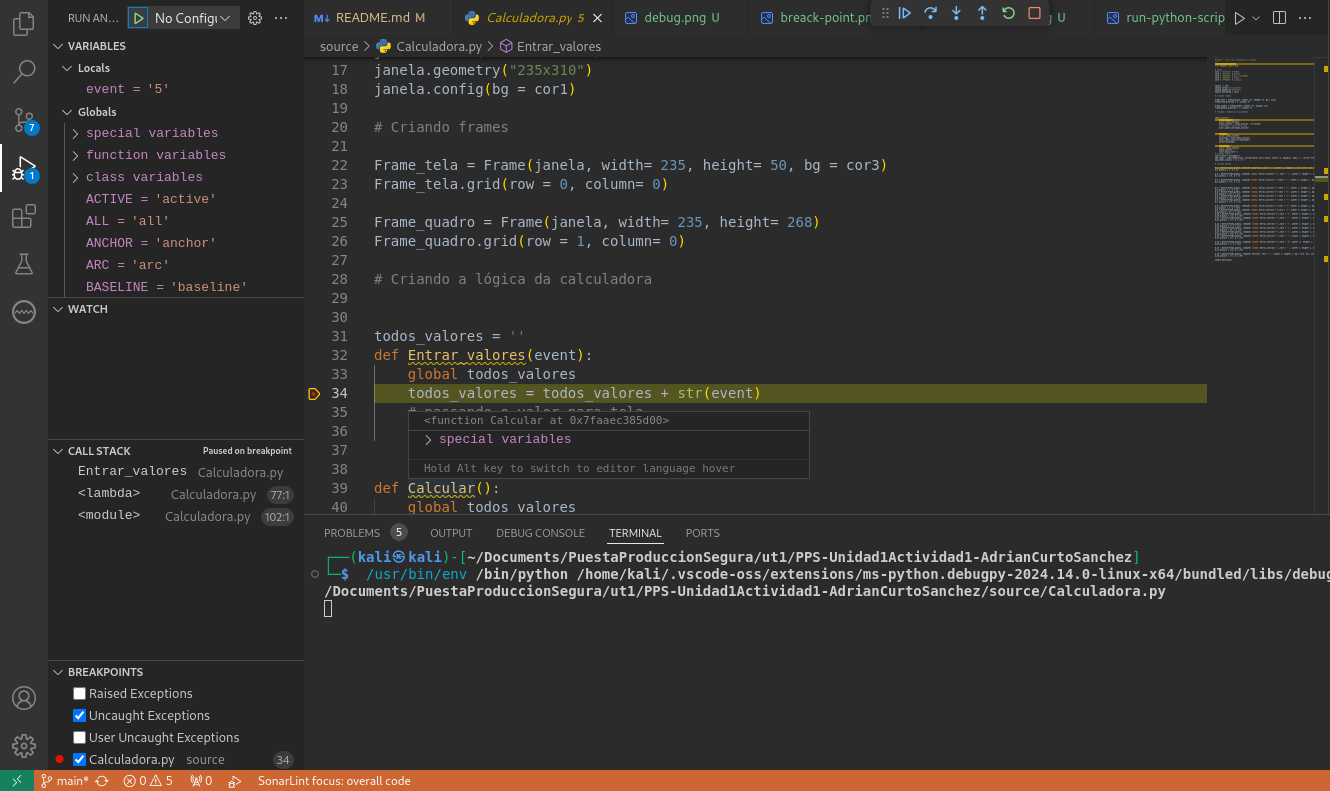 RUN AN... No Configu
README.md M
Calculadora.py 5
debug.png U
breack-point.pn
U
run-python-scrip
VARIABLES
Locals
event = '5'
Globals
special variables
function variables
class variables
ACTIVE = 'active'
ALL = 'all'
ANCHOR = 'anchor'
ARC = 'arc'
BASELINE = 'baseline'
WATCH
CALL STACK Paused on breakpoint
Entrar_valores Calculadora.py
<lambda> Calculadora.py 77:1
<module> Calculadora.py 102:1
BREAKPOINTS
Raised Exceptions
Uncaught Exceptions
User Uncaught Exceptions
Calculadora.py source 34
7
1
source > Calculadora.py > Entrar_valores
17 janela.geometry("235x310")
18 janela.config(bg = cor1)
19
20 # Criando frames
21
22 Frame_tela = Frame(janela, width= 235, height= 50, bg = cor3)
23 Frame_tela.grid(row = 0, column= 0)
24
25 Frame_quadro = Frame(janela, width= 235, height= 268)
26 Frame_quadro.grid(row = 1, column= 0)
27
28 # Criando a lógica da calculadora
29
30
31 todos_valores = ''
32 def Entrar_valores(event):
33 global todos_valores
34 todos_valores = todos_valores + str(event)
35 # passando o valor para tela
36
37
38
39 def Calcular():
40 global todos valores
<function Calcular at 0x7faaec385d00>
special variables
Hold Alt key to switch to editor language hover
PROBLEMS 5 OUTPUT DEBUG CONSOLE TERMINAL PORTS
┌──(kali㉿kali)-[~/Documents/PuestaProduccionSegura/ut1/PPS-Unidad1Actividad1-AdrianCurtoSanchez]
└─$ /usr/bin/env /bin/python /home/kali/.vscode-oss/extensions/ms-python.debugpy-2024.14.0-linux-x64/bundled/libs/debug
/Documents/PuestaProduccionSegura/ut1/PPS-Unidad1Actividad1-AdrianCurtoSanchez/source/Calculadora.py
main* 0 5 0 SonarLint focus: overall code